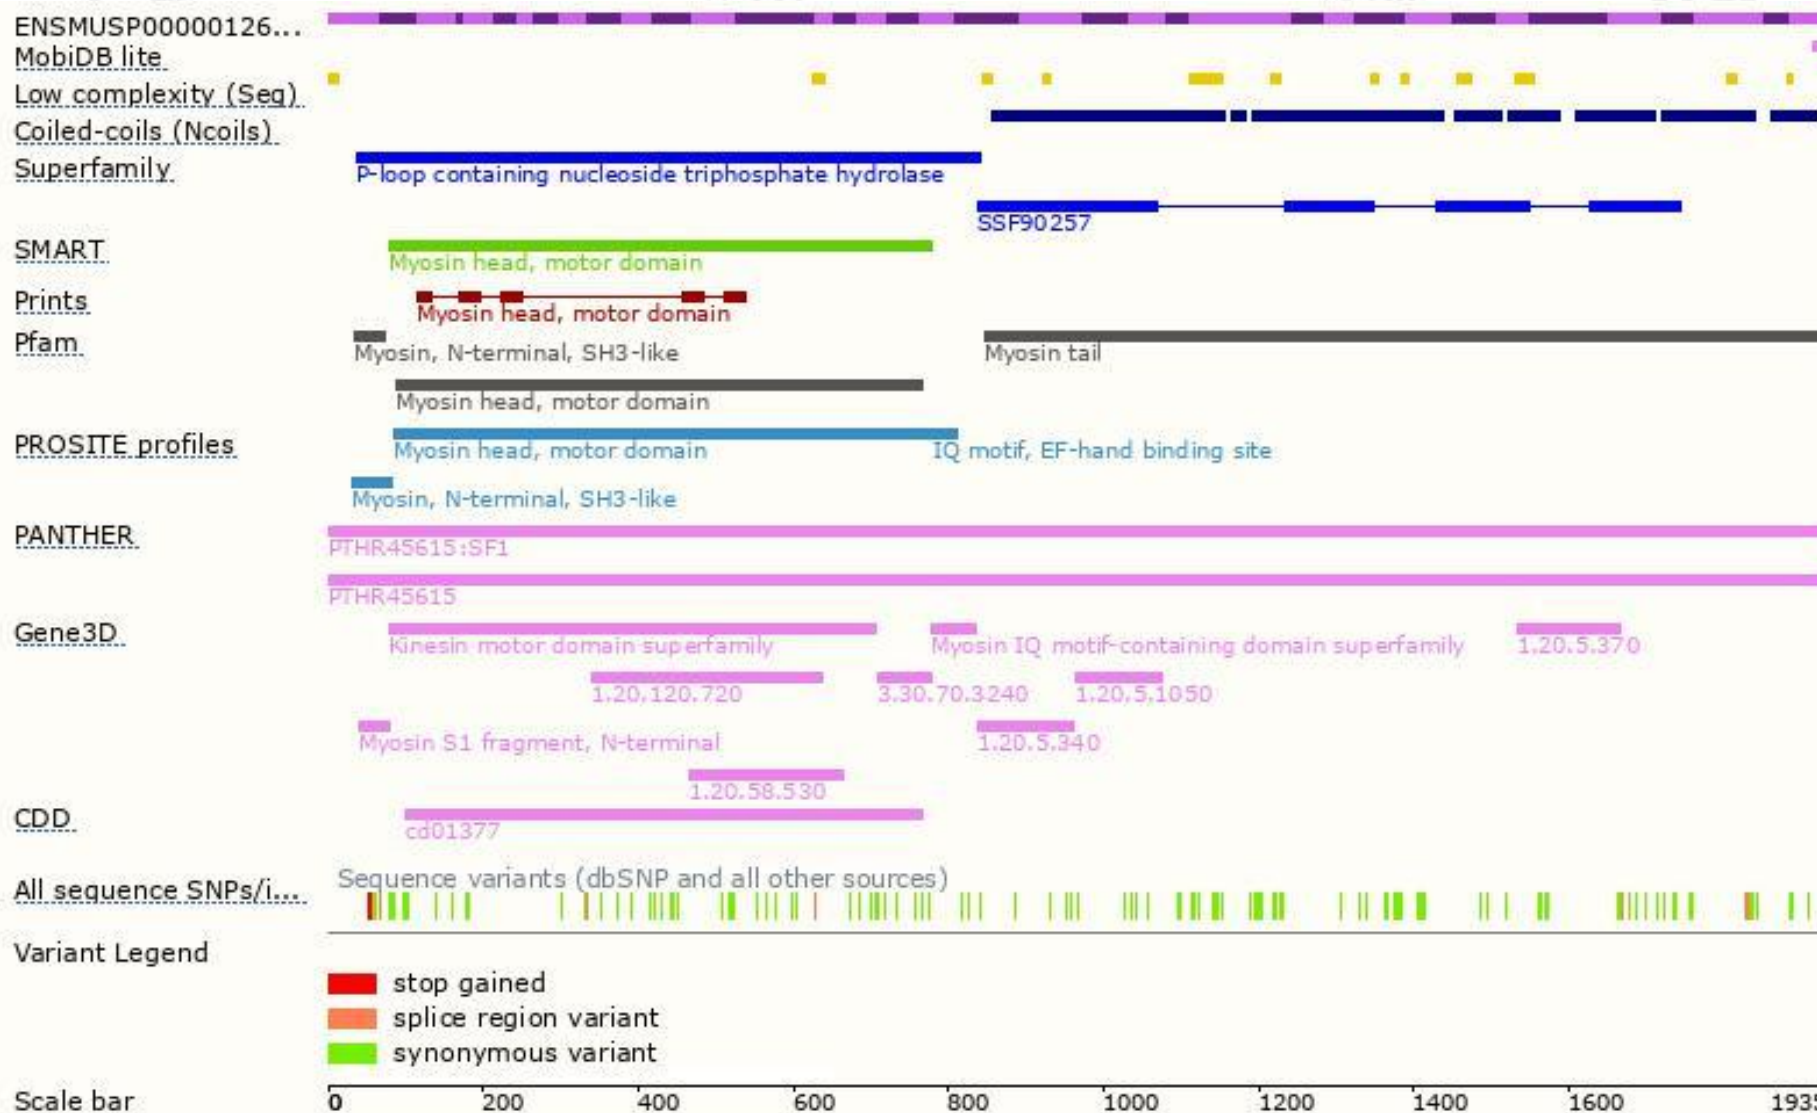 ENSMUSP00000126...
MobiDB lite
Low complexity (Seg)
Coiled-coils (Ncoils)
Superfamily
P-loop containing nucleoside triphosphate hydrolase
SSF90257
SMART
Myosin head, motor domain
Prints
Myosin head, motor domain
Pfam
Myosin, N-terminal, SH3-like
Myosin tail
Myosin head, motor domain
PROSITE profiles
Myosin head, motor domain
IQ motif, EF-hand binding site
Myosin, N-terminal, SH3-like
PANTHER
PTHR45615:SF1
PTHR45615
Gene3D
Kinesin motor domain superfamily
Myosin IQ motif-containing domain superfamily
1.20.5.370
1.20.120.720
3.30.70.3240
1.20.5.1050
Myosin S1 fragment, N-terminal
1.20.5.340
1.20.58.530
CDD
cd01377
Sequence variants (dbSNP and all other sources)
All sequence SNPs/i...
Variant Legend
stop gained
splice region variant
synonymous variant
Scale bar
0 200 400 600 800 1000 1200 1400 1600